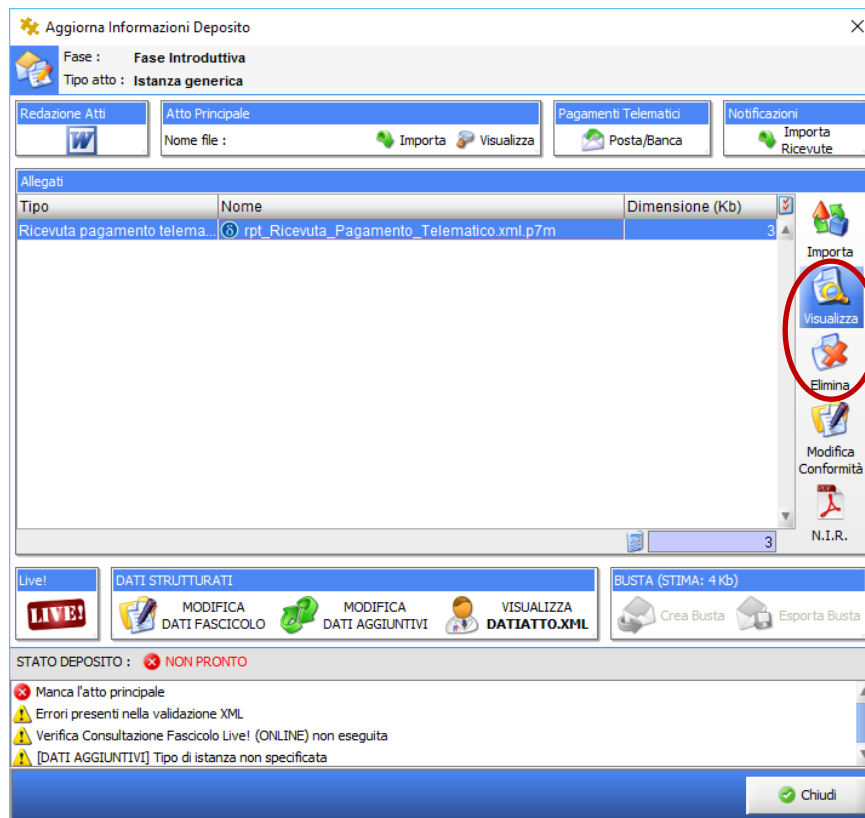 Aggiorna Informazioni Deposito
Fase : Fase Introduttiva
Tipo atto : Istanza generica
Redazione Atti
Atto Principale
Pagamenti Telematici
Notificazioni
W
Nome file :
Importa
Visualizza
Posta/Banca
Importa
Ricevute
Allegati
Tipo Nome Dimensione (Kb)
Ricevuta pagamento telema... rpt_Ricevuta_Pagamento_Telematico.xml.p7m 3
Importa
Visualizza
Elimina
Modifica
Conformità
N.I.R.
3
Live!
DATI STRUTTURATI
BUSTA (STIMA: 4 Kb)
LIVE!
MODIFICA
DATI FASCICOLO
MODIFICA
DATI AGGIUNTIVI
VISUALIZZA
DATIATTO.XML
Crea Busta
Esporta Busta
STATO DEPOSITO : NON PRONTO
Manca l'atto principale
Errori presenti nella validazione XML
Verifica Consultazione Fascicolo Live! (ONLINE) non eseguita
[DATI AGGIUNTIVI] Tipo di istanza non specificata
Chiudi